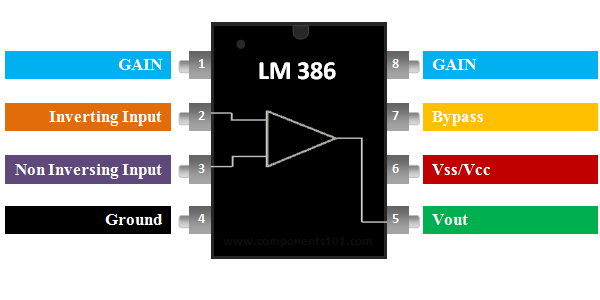 GAIN
1
LM 386
8
GAIN
Inverting Input
2
7
Bypass
Non Inversing Input
3
6
Vss/Vcc
Ground
4
5
Vout
www.components101.com